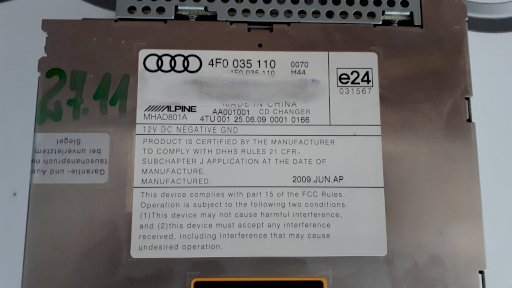 4F0 035 110 0070
4F0 035 110 H44
e24
031567
MADE IN CHINA
ALPINE AA001001 CD CHANGER
MHAD801A 4TU 001 25.06.09 0001 0166
12V DC NEGATIVE GND
PRODUCT IS CERTIFIED BY THE MANUFACTURER
TO COMPLY WITH DHHS RULES 21 CFR.
SUBCHAPTER J APPLICATION AT THE DATE OF
MANUFACTURE.
MANUFACTURED: 2009.JUN.AP
This device complies with part 15 of the FCC Rules.
Operation is subject to the following two conditions.
(1)This device may not cause harmful interference,
and (2)this device must accept any interference
received, including interference that may cause
undesired operation.
27.11
Garantie- und Aus-
tauschanspruch nur
bei unverletztem
Siegel